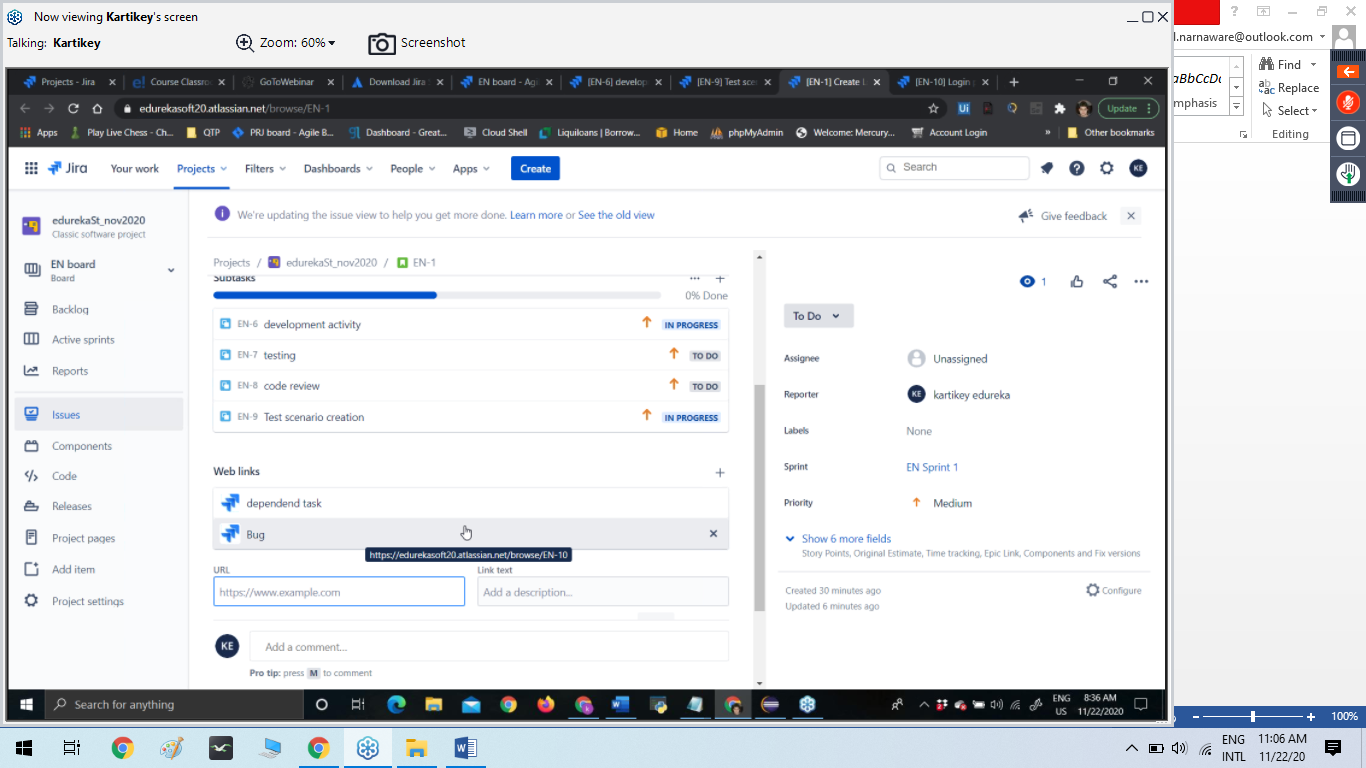 Now viewing Kartikey's screen
Talking: Kartikey
Zoom: 60%
Screenshot
l.narnaware@outlook.com
Find
Replace
Select
Editing
mphasis
Projects - Jira
Course Classro
GoToWebinar
Download Jira
EN board - Agi
[EN-6] develo
[EN-9] Test sce
[EN-1] Create L
[EN-10] Login
edurekasoft20.atlassian.net/browse/EN-1
Update
Apps
Play Live Chess - Ch...
QTP
PRJ board - Agile B...
Dashboard - Great...
Cloud Shell
Liquiloans | Borrow...
Home
phpMyAdmin
Welcome: Mercury...
Account Login
»
Other bookmarks
Jira
Your work
Projects
Filters
Dashboards
People
Apps
Create
Search
KE
edurekaSt_nov2020
Classic software project
EN board
Board
Backlog
Active sprints
Reports
Issues
Components
Code
Releases
Project pages
Add item
Project settings
We're updating the issue view to help you get more done. Learn more or See the old view
Give feedback
Projects / edurekaSt_nov2020 / EN-1
Subtasks
0% Done
EN-6 development activity IN PROGRESS
EN-7 testing TO DO
EN-8 code review TO DO
EN-9 Test scenario creation IN PROGRESS
Web links
dependend task
Bug
https://edurekasoft20.atlassian.net/browse/EN-10
URL
Link text
https://www.example.com
Add a description...
KE
Add a comment...
Pro tip: press M to comment
1
To Do
Assignee Unassigned
Reporter KE kartikey edureka
Labels None
Sprint EN Sprint 1
Priority Medium
Show 6 more fields
Story Points, Original Estimate, Time tracking, Epic Link, Components and Fix versions
Created 30 minutes ago
Updated 6 minutes ago
Configure
Search for anything
ENG
US
8:36 AM
11/22/2020
100%
ENG
INTL
11:06 AM
11/22/20